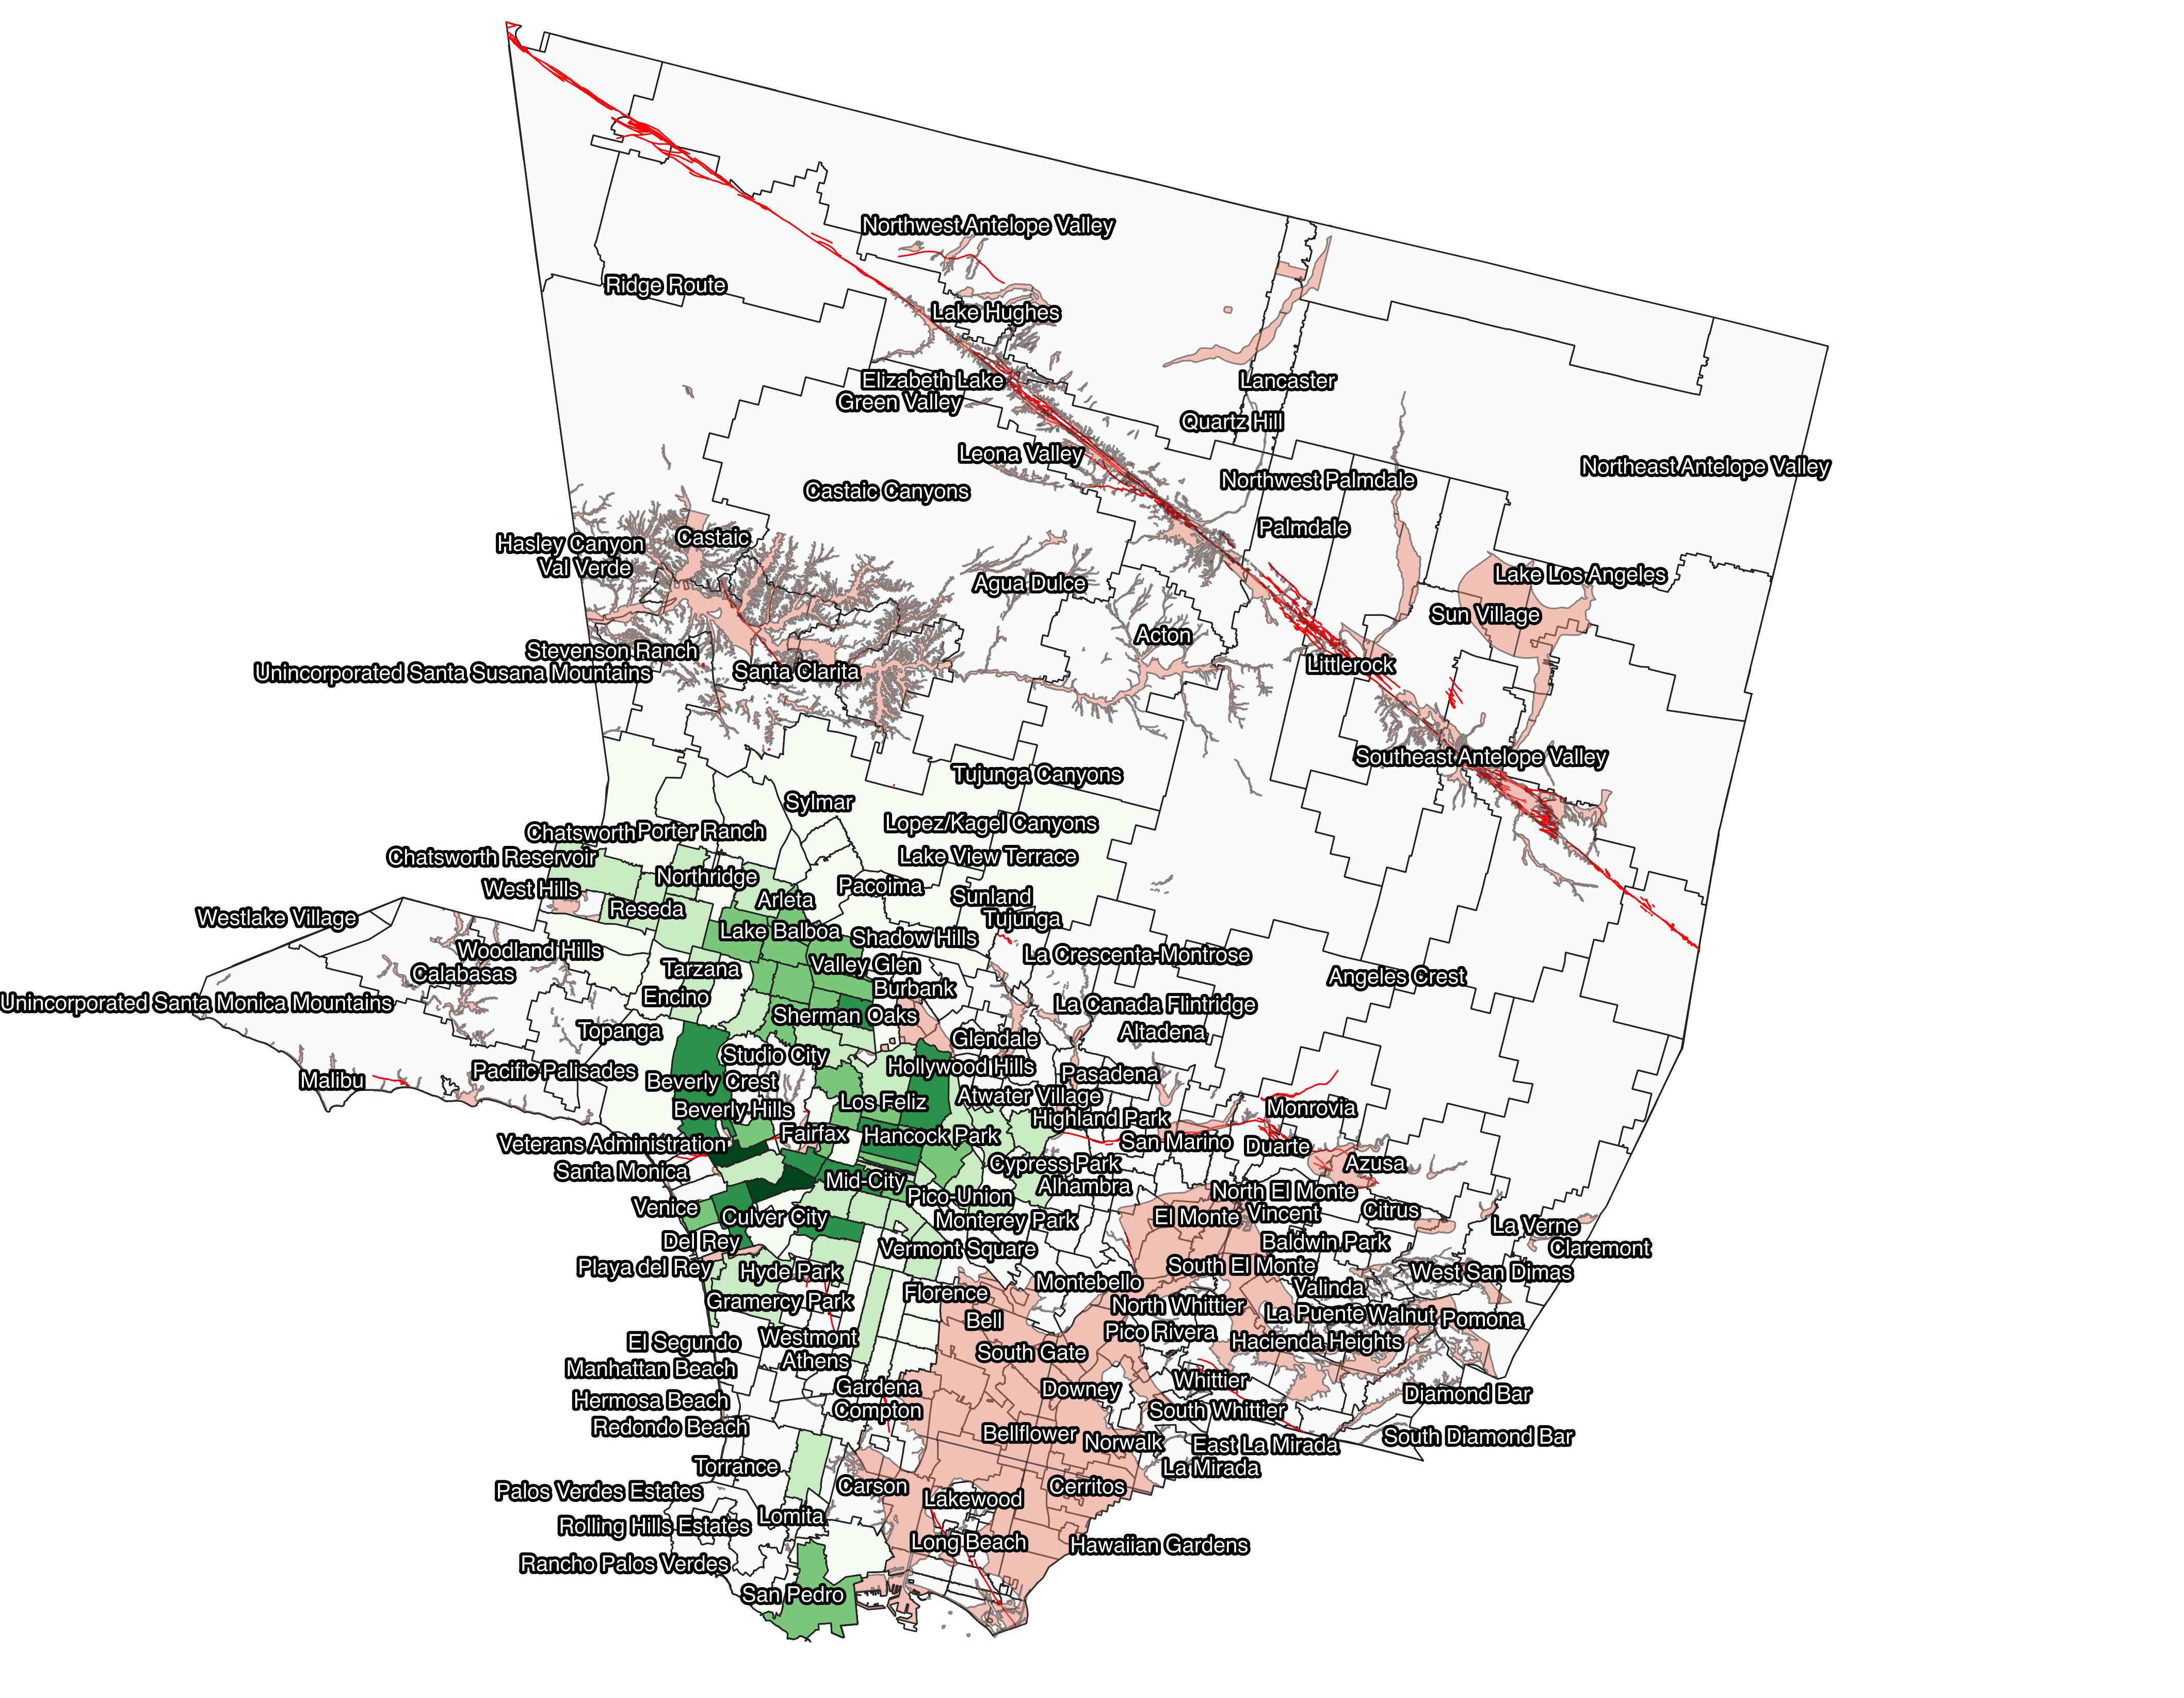 Northwest Antelope Valley
Ridge Route
Lake Hughes
Elizabeth Lake
Lancaster
Green Valley
Quartz Hill
Leona Valley
Northeast Antelope Valley
Northwest Palmdale
Castaic Canyons
Palmdale
Castaic
Hasley Canyon
Val Verde
Agua Dulce
Lake Los Angeles
Sun Village
Acton
Stevenson Ranch
Littlerock
Unincorporated Santa Susana Mountains
Santa Clarita
Southeast Antelope Valley
Tujunga Canyons
Sylmar
Lopez/Kagel Canyons
Chatsworth
Porter Ranch
Chatsworth Reservoir
Lake View Terrace
Northridge
West Hills
Pacoima
Sunland
Arleta
Reseda
Westlake Village
Tujunga
Lake Balboa
Shadow Hills
Woodland Hills
La Crescenta-Montrose
Calabasas
Tarzana
Valley Glen
Angeles Crest
Burbank
Encino
Unincorporated Santa Monica Mountains
La Canada Flintridge
Sherman Oaks
Topanga
Altadena
Glendale
Studio City
Hollywood Hills
Pacific Palisades
Pasadena
Malibu
Beverly Crest
Atwater Village
Los Feliz
Beverly Hills
Monrovia
Highland Park
Fairfax
Hancock Park
Veterans Administration
San Marino
Duarte
Cypress Park
Azusa
Santa Monica
Mid-City
Alhambra
North El Monte
Pico-Union
Venice
Citrus
Vincent
El Monte
Culver City
Monterey Park
La Verne
Del Rey
Baldwin Park
Vermont Square
Claremont
Playa del Rey
South El Monte
Hyde Park
West San Dimas
Montebello
Valinda
Florence
Gramercy Park
North Whittier
La Puente
Walnut
Pomona
Bell
Pico Rivera
Westmont
El Segundo
Hacienda Heights
South Gate
Athens
Manhattan Beach
Whittier
Gardena
Downey
Diamond Bar
Hermosa Beach
Compton
South Whittier
Redondo Beach
Bellflower
South Diamond Bar
Norwalk
East La Mirada
Torrance
La Mirada
Carson
Cerritos
Palos Verdes Estates
Lakewood
Lomita
Rolling Hills Estates
Long Beach
Hawaiian Gardens
Rancho Palos Verdes
San Pedro